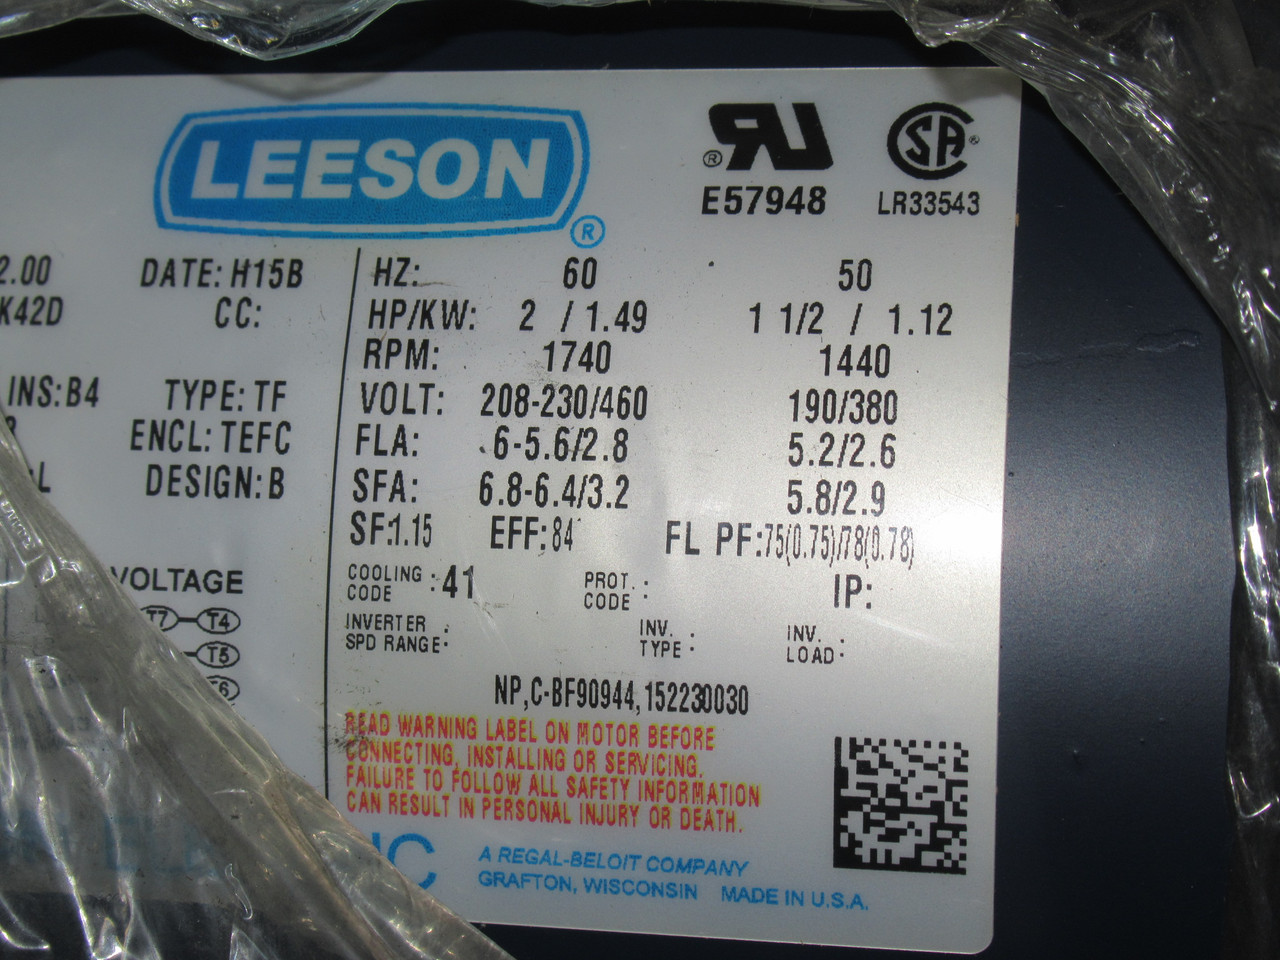 LEESON
®
®
E57948
SA ®
LR33543
2.00 DATE: H15B
K42D CC:
INS:B4 TYPE: TF
ENCL: TEFC
:L DESIGN: B
HZ: 60 50
HP/KW: 2 / 1.49 1 1/2 / 1.12
RPM: 1740 1440
VOLT: 208-230/460 190/380
FLA: 6-5.6/2.8 5.2/2.6
SFA: 6.8-6.4/3.2 5.8/2.9
SF:1.15 EFF:84 FL PF:75(0.75)/78(0.78)
COOLING CODE : 41 PROT. CODE : IP:
INVERTER SPD RANGE: INV. TYPE : INV. LOAD :
NP,C-BF90944,152230030
VOLTAGE
T7 T4
T5
T6
READ WARNING LABEL ON MOTOR BEFORE
CONNECTING, INSTALLING OR SERVICING.
FAILURE TO FOLLOW ALL SAFETY INFORMATION
CAN RESULT IN PERSONAL INJURY OR DEATH.
IC A REGAL-BELOIT COMPANY
GRAFTON, WISCONSIN MADE IN U.S.A.